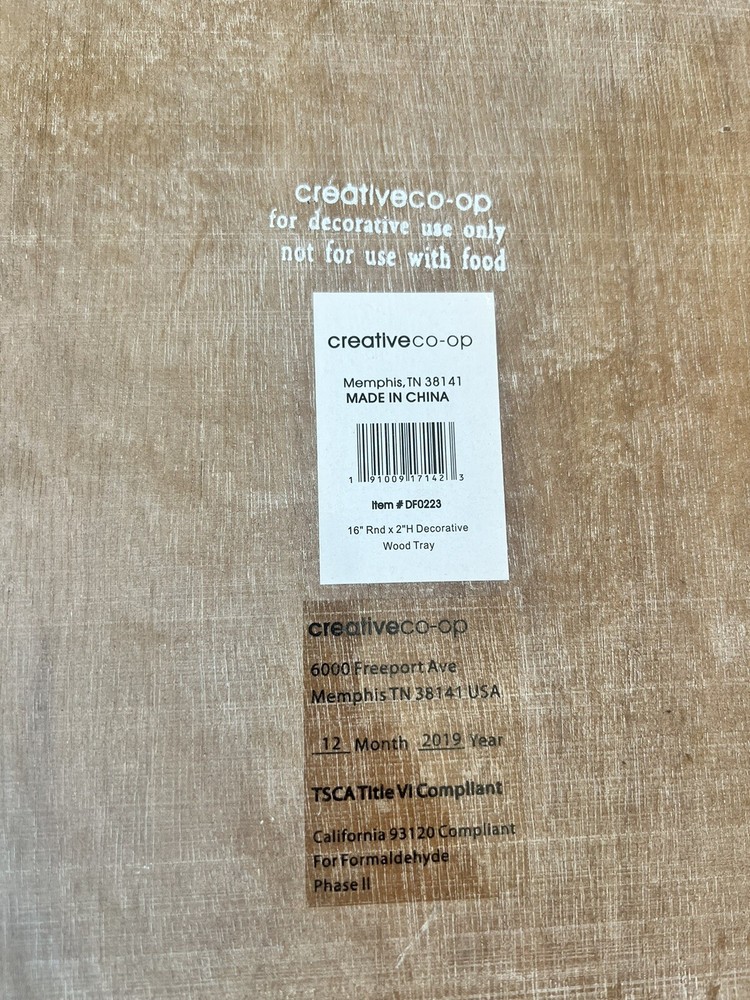 creativeco-op
for decorative use only
not for use with food
creativeco-op
Memphis, TN 38141
MADE IN CHINA
1 91009 17142 3
Item # DF0223
16" Rnd x 2"H Decorative
Wood Tray
creativeco-op
6000 Freeport Ave
Memphis TN 38141 USA
12 Month 2019 Year
TSCA Title VI Compliant
California 93120 Compliant
For Formaldehyde
Phase II